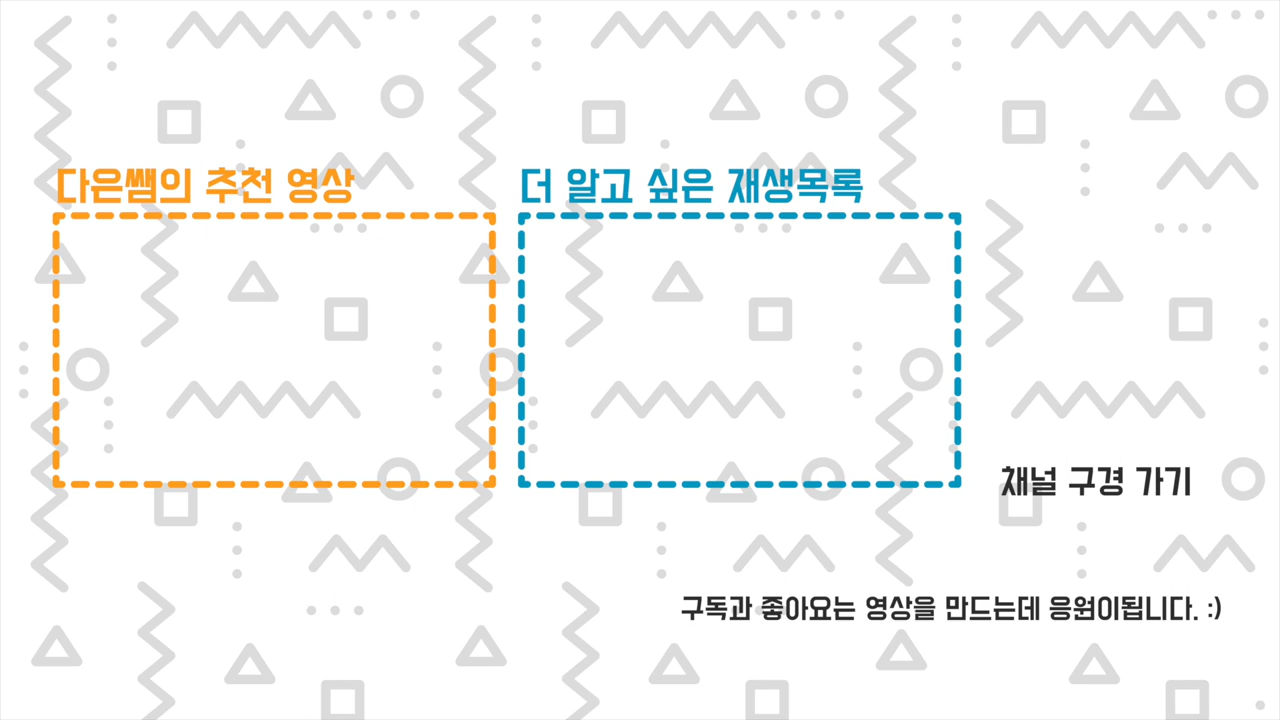 다은쌤의 추천 영상
더 알고 싶은 재생목록
채널 구경 가기
구독과 좋아요는 영상을 만드는데 응원이됩니다. :)